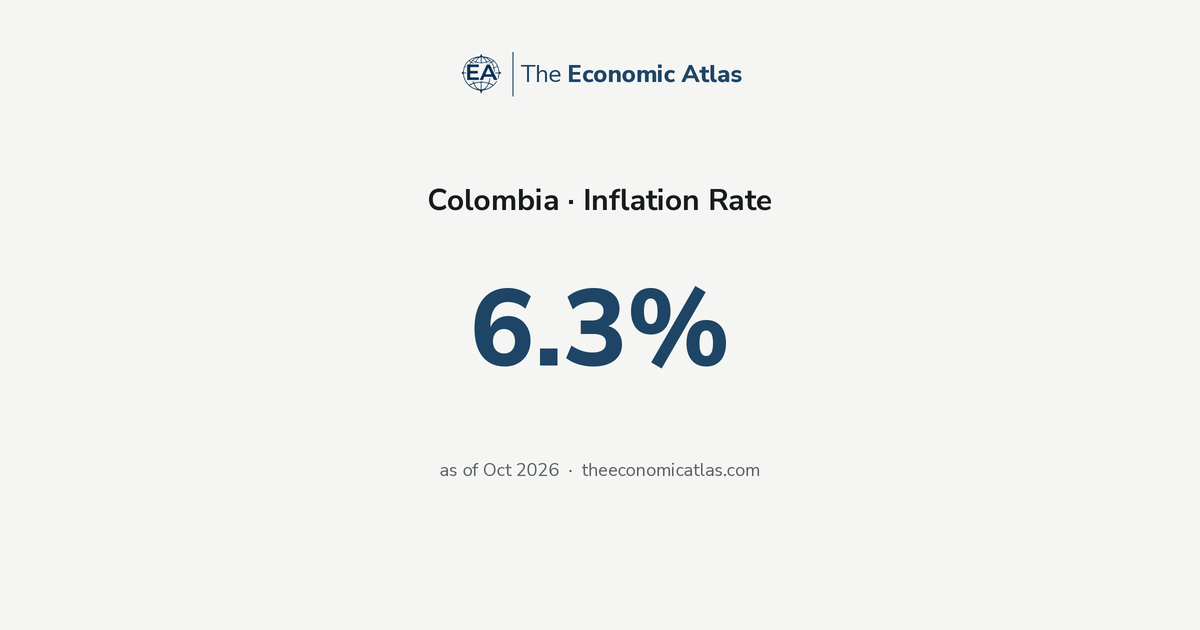 EA The Economic Atlas
Colombia · Inflation Rate
6.3%
as of Oct 2026 · theeconomicatlas.com